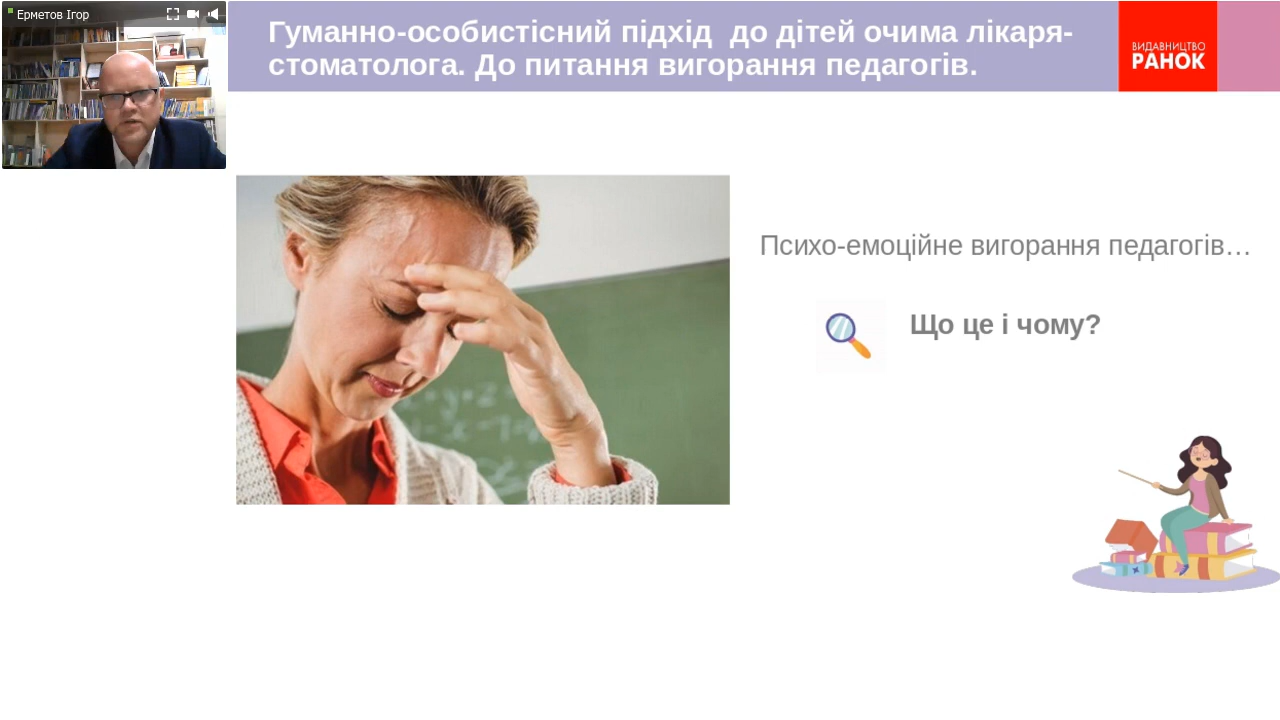 Ерметов Ігор
Гуманно-особистісний підхід  до дітей очима лікаря-
стоматолога. До питання вигорання педагогів.
ВИДАВНИЦТВО
РАНОК
Психо-емоційне вигорання педагогів…
Що це і чому?